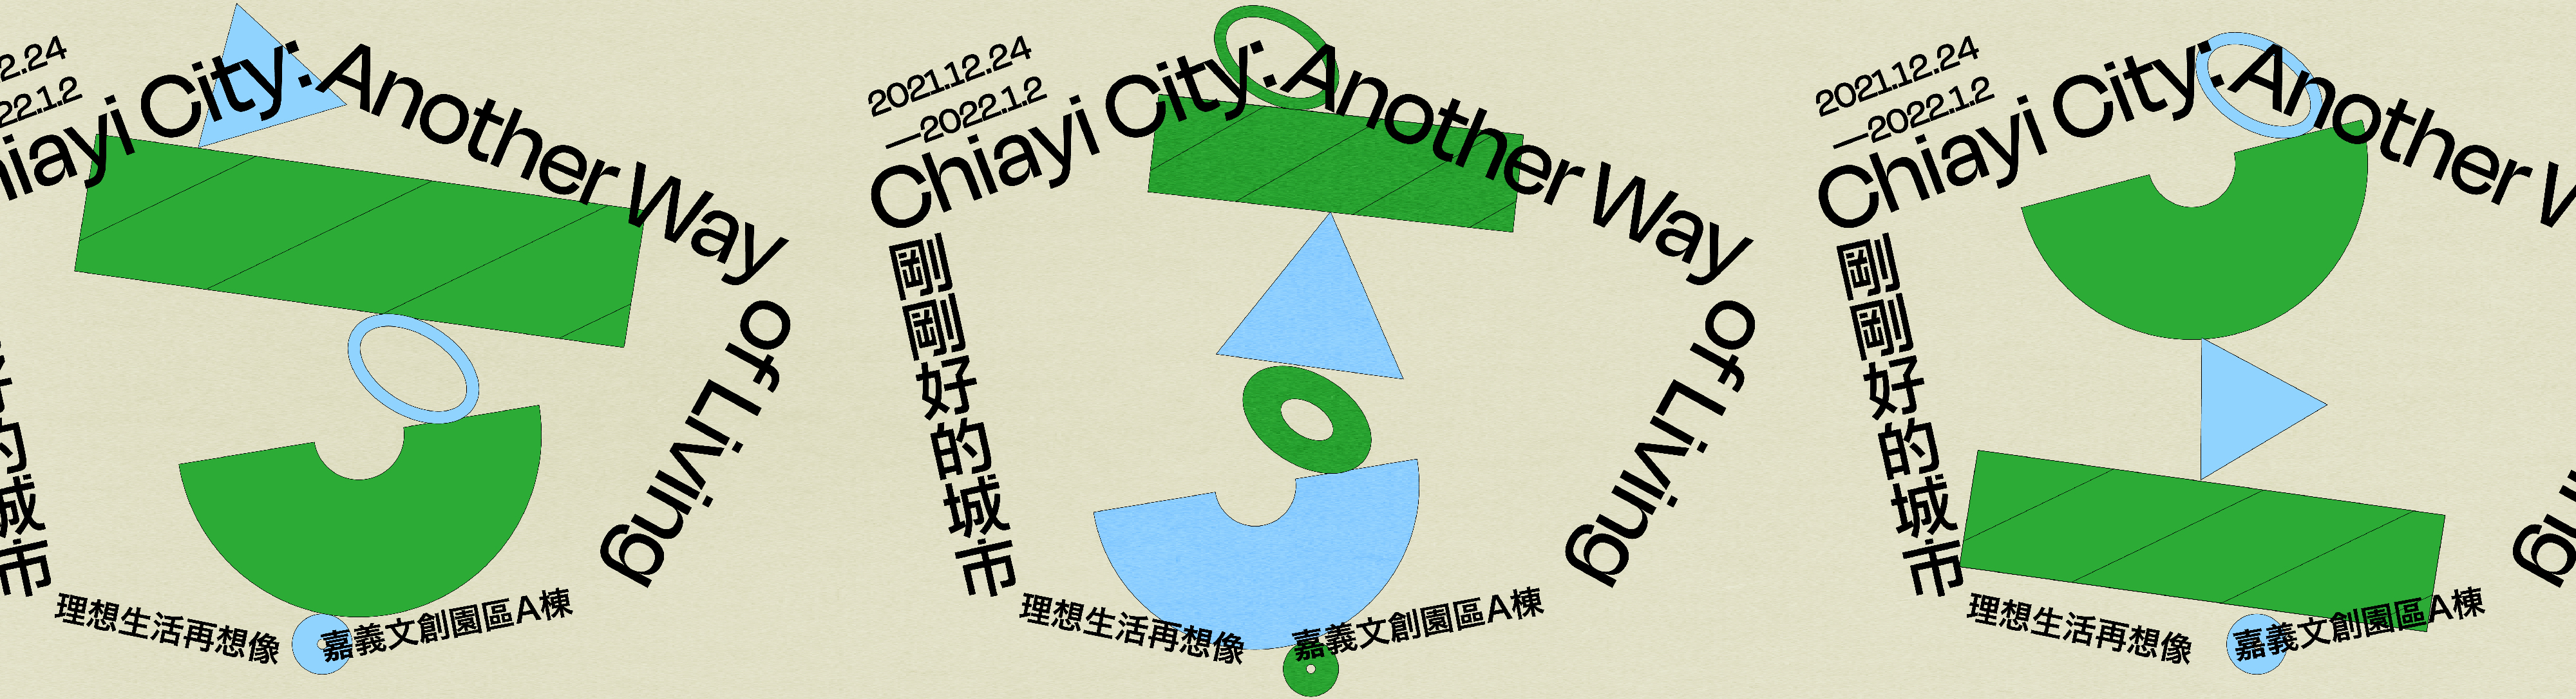 2.24
22.1.2
hiayi City: Another Way of Living
好的城市
理想生活再想像
嘉義文創園區A棟
2021.12.24
—2022.1.2
Chiayi City: Another Way of Living
剛剛好的城市
理想生活再想像
嘉義文創園區A棟
2021.12.24
—2022.1.2
Chiayi City: Another W
ng
剛剛好的城市
理想生活再想像
嘉義文創園區A棟